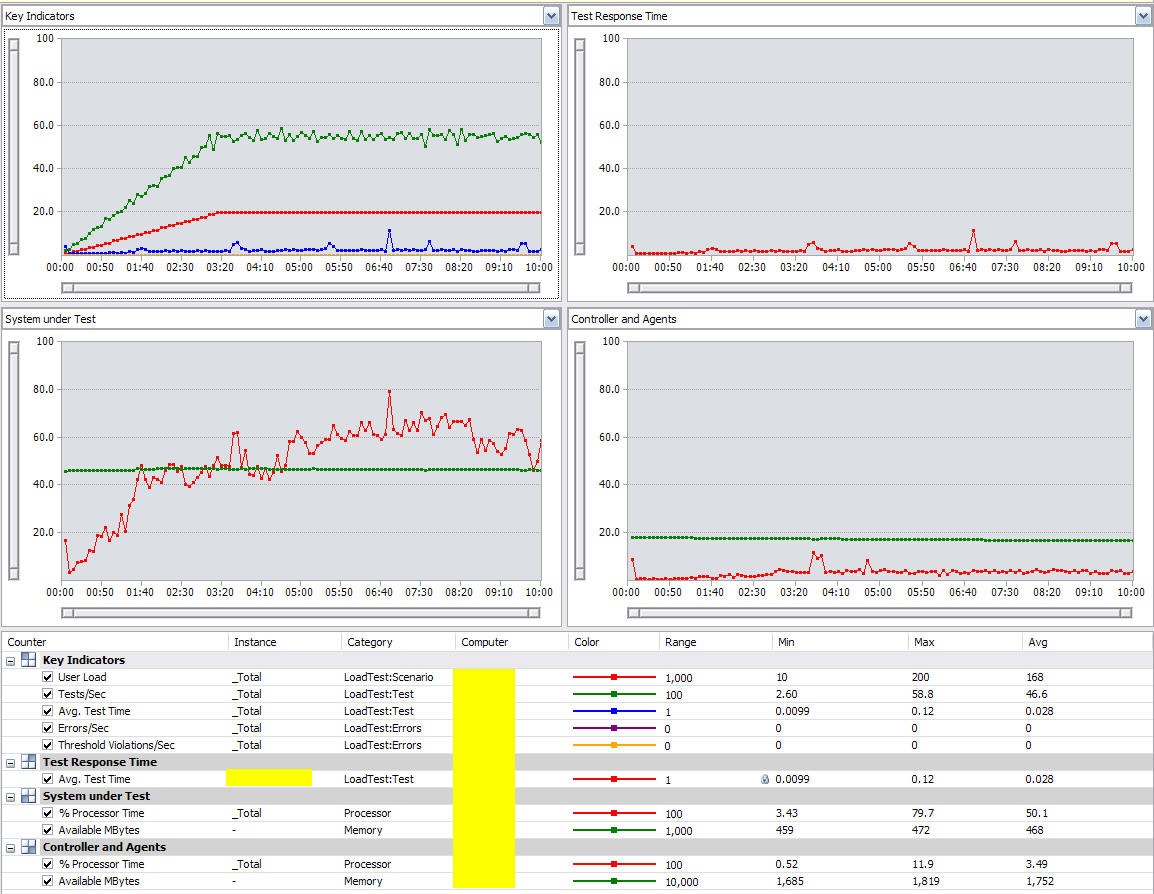 Key Indicators
100
80.0
60.0
40.0
20.0
00:00 00:50 01:40 02:30 03:20 04:10 05:00 05:50 06:40 07:30 08:20 09:10 10:00
Test Response Time
100
80.0
60.0
40.0
20.0
00:00 00:50 01:40 02:30 03:20 04:10 05:00 05:50 06:40 07:30 08:20 09:10 10:00
System under Test
100
80.0
60.0
40.0
20.0
00:00 00:50 01:40 02:30 03:20 04:10 05:00 05:50 06:40 07:30 08:20 09:10 10:00
Controller and Agents
100
80.0
60.0
40.0
20.0
00:00 00:50 01:40 02:30 03:20 04:10 05:00 05:50 06:40 07:30 08:20 09:10 10:00
Counter Instance Category Computer Color Range Min Max Avg
Key Indicators
User Load _Total LoadTest:Scenario 1,000 10 200 168
Tests/Sec _Total LoadTest:Test 100 2.60 58.8 46.6
Avg. Test Time _Total LoadTest:Test 1 0.0099 0.12 0.028
Errors/Sec _Total LoadTest:Errors 0 0 0 0
Threshold Violations/Sec _Total LoadTest:Errors 0 0 0 0
Test Response Time
Avg. Test Time LoadTest:Test 1 0.0099 0.12 0.028
System under Test
% Processor Time _Total Processor 100 3.43 79.7 50.1
Available MBytes - Memory 1,000 459 472 468
Controller and Agents
% Processor Time _Total Processor 100 0.52 11.9 3.49
Available MBytes - Memory 10,000 1,685 1,819 1,752